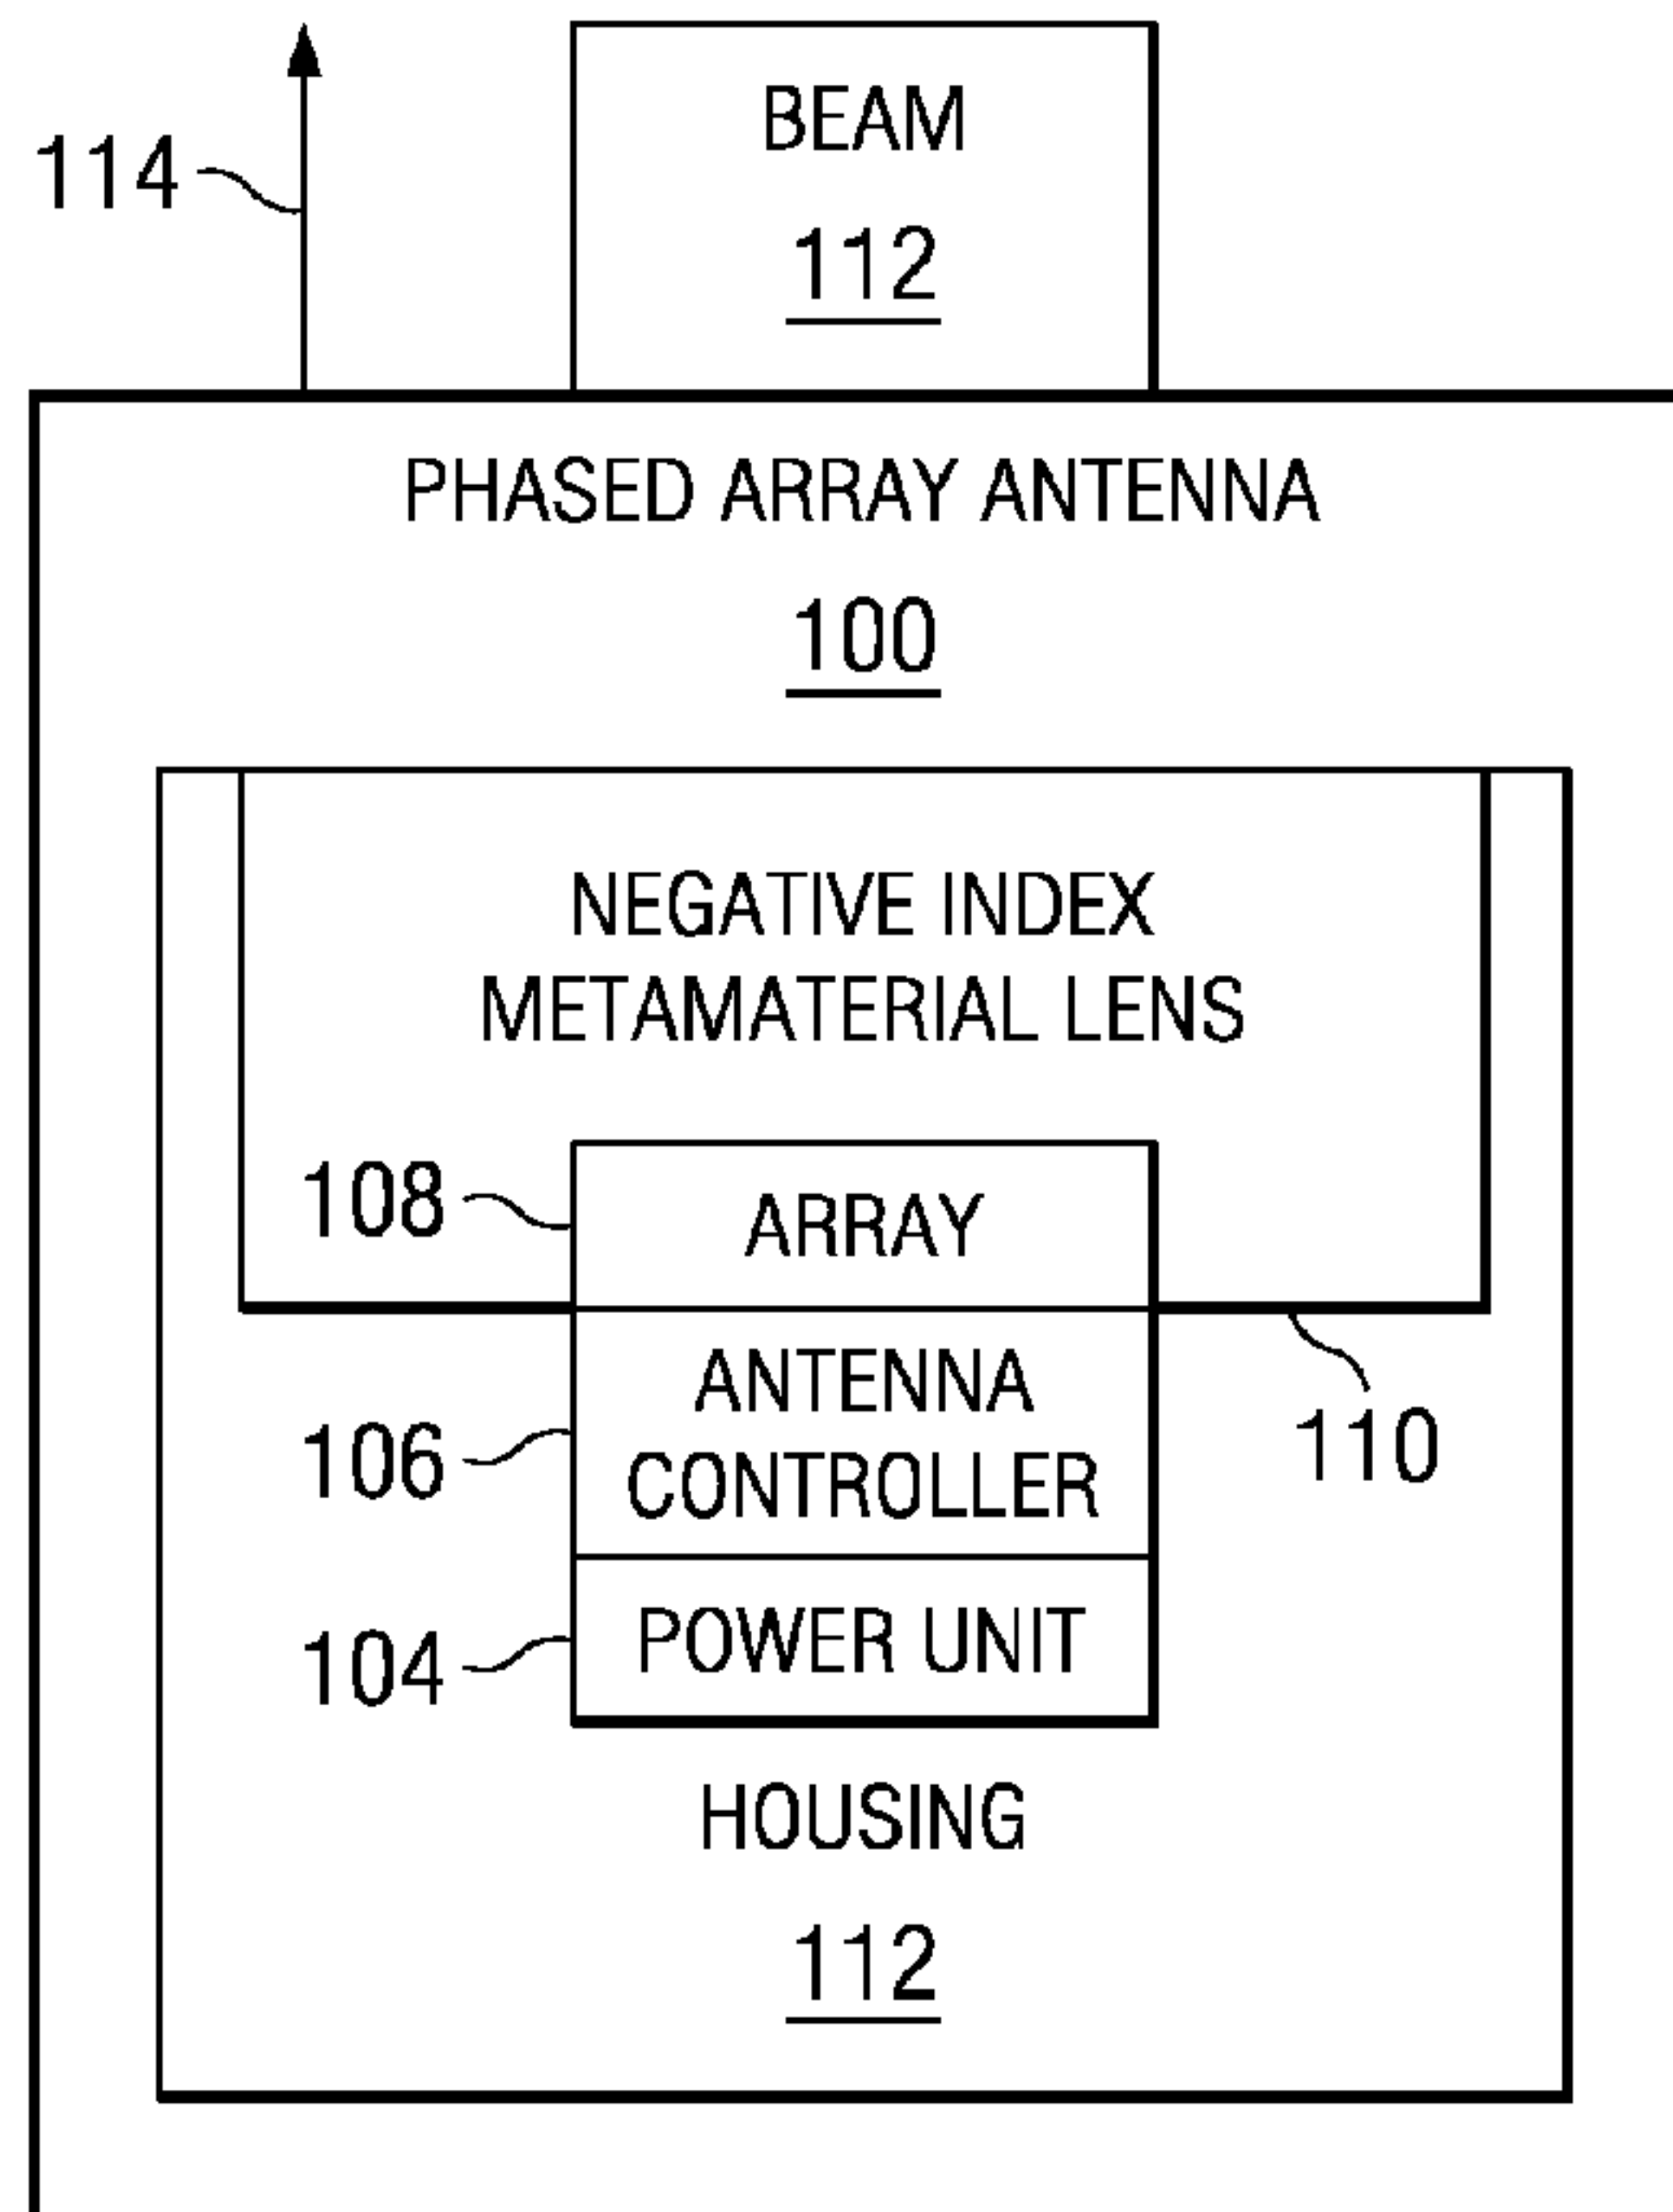 BEAM
114
112
PHASED ARRAY ANTENNA
100
NEGATIVE INDEX
METAMATERIAL LENS
108
ARRAY
ANTENNA
CONTROLLER
106
110
POWER UNIT
104
HOUSING
112